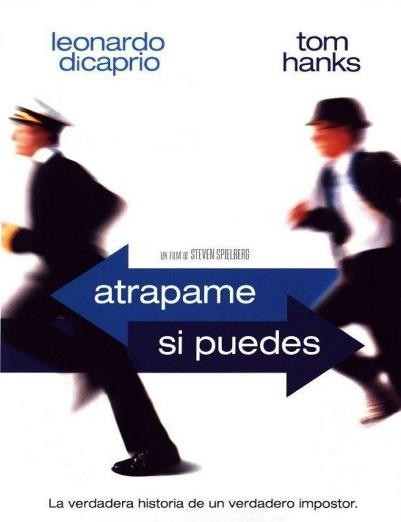 leonardo
dicaprio
tom
hanks
UN FILM DE STEVEN SPIELBERG
atrapame
si puedes
La verdadera historia de un verdadero impostor.